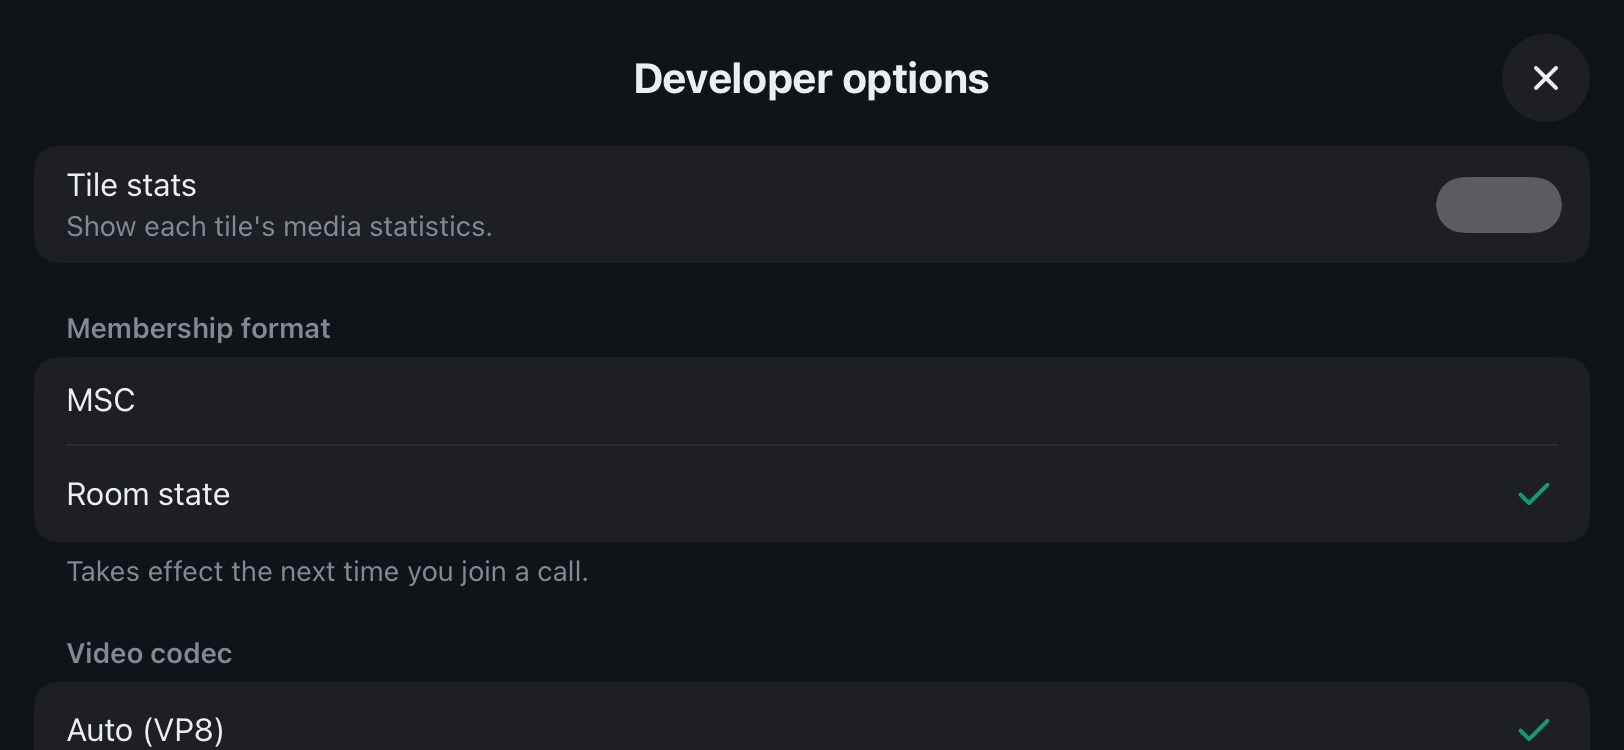 Developer options
Tile stats
Show each tile's media statistics.
Membership format
MSC
Room state
Takes effect the next time you join a call.
Video codec
Auto (VP8)